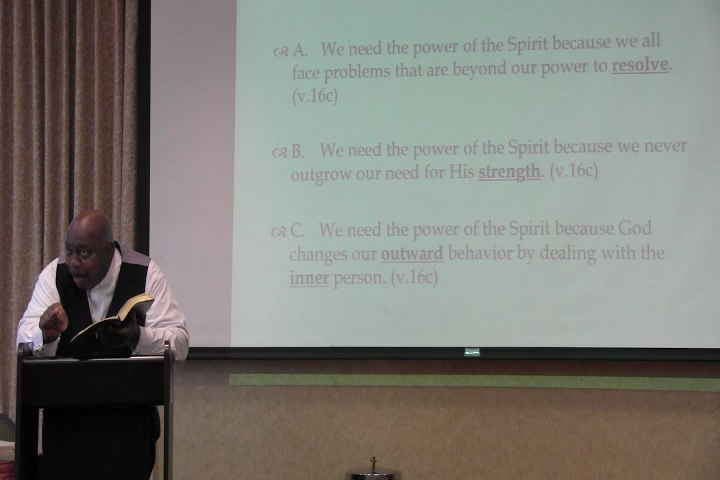 A. We need the power of the Spirit because we all
face problems that are beyond our power to resolve.
(v.16c)
B. We need the power of the Spirit because we never
outgrow our need for His strength. (v.16c)
C. We need the power of the Spirit because God
changes our outward behavior by dealing with the
inner person. (v.16c)